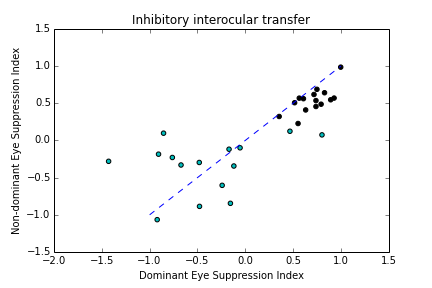 Inhibitory interocular transfer
1.5
1.0
0.5
0.0
−0.5
−1.0
−1.5
Non-dominant Eye Suppression Index
−2.0 −1.5 −1.0 −0.5 0.0 0.5 1.0 1.5
Dominant Eye Suppression Index